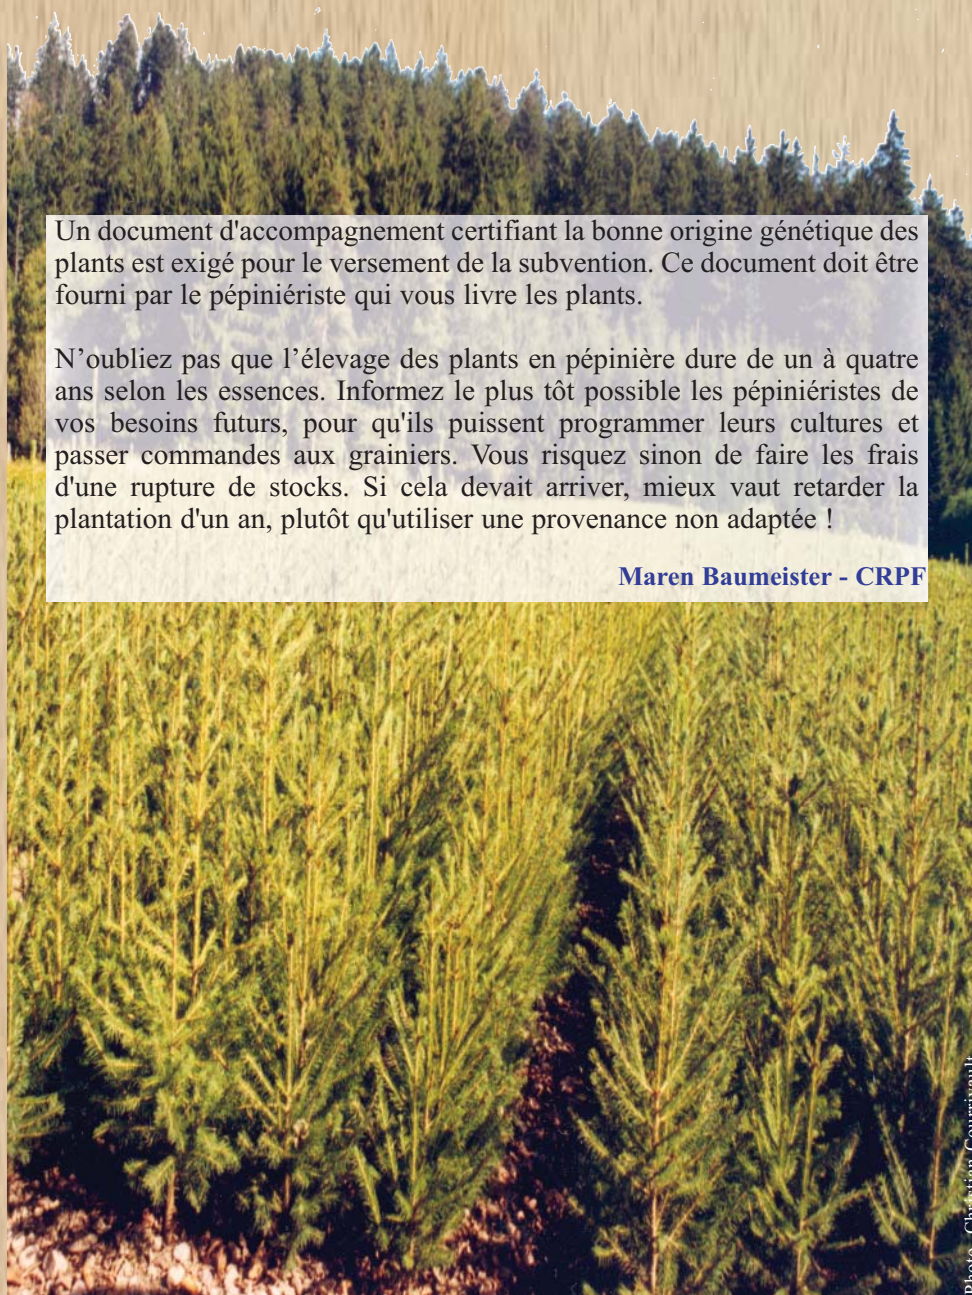 Un document d'accompagnement certifiant la bonne origine génétique des
plants est exigé pour le versement de la subvention. Ce document doit être
fourni par le pépiniériste qui vous livre les plants.
N’oubliez pas que l’élevage des plants en pépinière dure de un à quatre
ans selon les essences. Informez le plus tôt possible les pépiniéristes de
vos besoins futurs, pour qu'ils puissent programmer leurs cultures et
passer commandes aux grainiers. Vous risquez sinon de faire les frais
d'une rupture de stocks. Si cela devait arriver, mieux vaut retarder la
plantation d'un an, plutôt qu'utiliser une provenance non adaptée !
Maren Baumeister - CRPF
Photo Christian